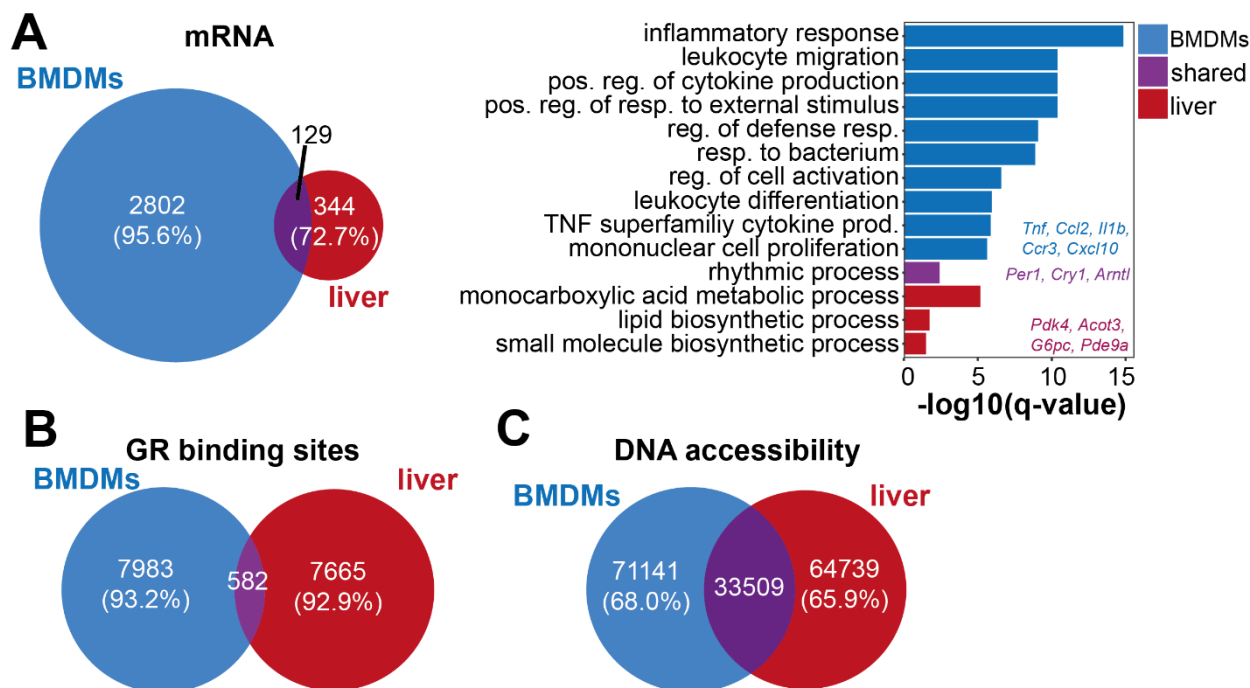 A
mRNA
BMDMs
129
2802
(95.6%)
344
(72.7%)
liver
inflammatory response
leukocyte migration
pos. reg. of cytokine production
pos. reg. of resp. to external stimulus
reg. of defense resp.
resp. to bacterium
reg. of cell activation
leukocyte differentiation
TNF superfamiliy cytokine prod.
mononuclear cell proliferation
rhythmic process
monocarboxylic acid metabolic process
lipid biosynthetic process
small molecule biosynthetic process
Tnf, Ccl2, Il1b,
Ccr3, Cxcl10
Per1, Cry1, Arntl
Pdk4, Acot3,
G6pc, Pde9a
0 5 10 15
-log10(q-value)
BMDMs
shared
liver
B
GR binding sites
BMDMs
liver
7983
(93.2%)
582
7665
(92.9%)
C
DNA accessibility
BMDMs
liver
71141
(68.0%)
33509
64739
(65.9%)